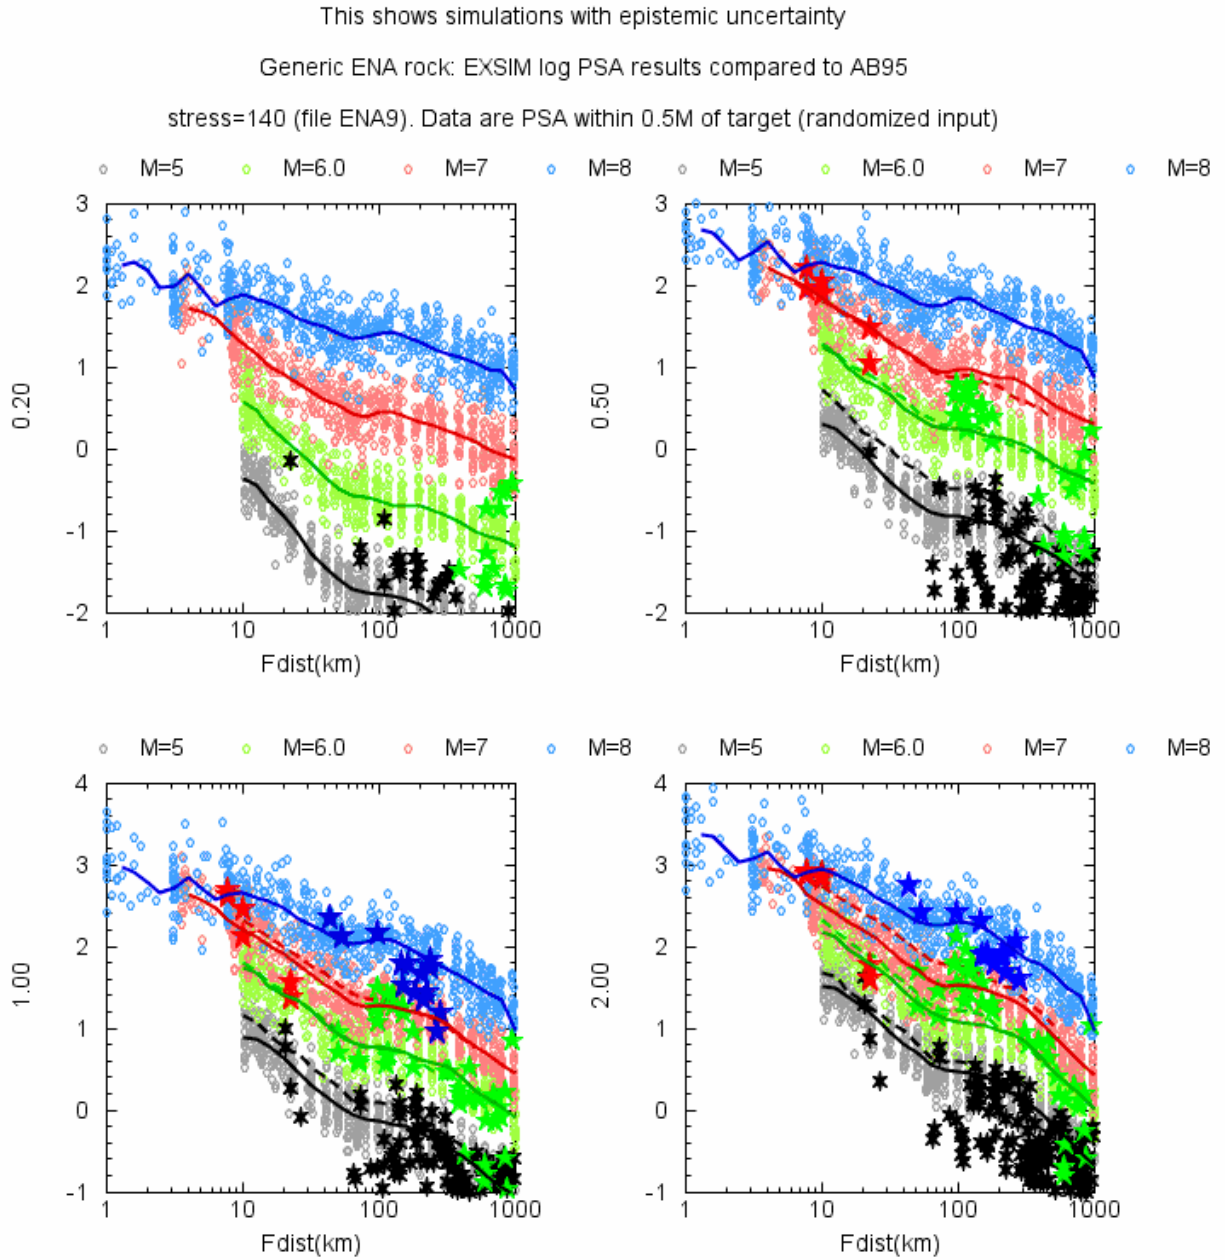 This shows simulations with epistemic uncertainty
Generic ENA rock: EXSIM log PSA results compared to AB95
stress=140 (file ENA9). Data are PSA within 0.5M of target (randomized input)
M=5 M=6.0 M=7 M=8 M=5 M=6.0 M=7 M=8
3
2
1
0
-1
-2
0.20
1 10 100 1000
Fdist(km)
3
2
1
0
-1
-2
0.50
1 10 100 1000
Fdist(km)
M=5 M=6.0 M=7 M=8 M=5 M=6.0 M=7 M=8
4
3
2
1
0
-1
1.00
1 10 100 1000
Fdist(km)
4
3
2
1
0
-1
2.00
1 10 100 1000
Fdist(km)